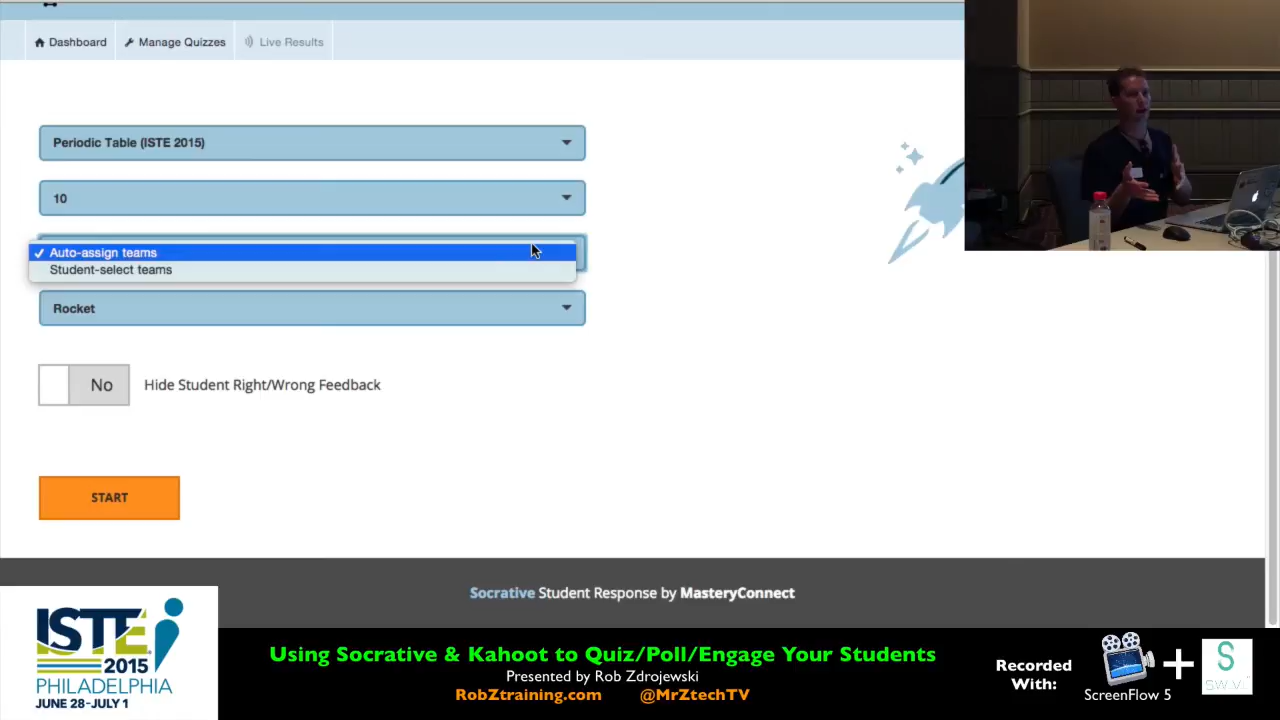 Dashboard
Manage Quizzes
Live Results
Periodic Table (ISTE 2015)
10
✓ Auto-assign teams
Student-select teams
Rocket
No
Hide Student Right/Wrong Feedback
START
Socrative Student Response by MasteryConnect
ISTE
2015
PHILADELPHIA
JUNE 28-JULY 1
Using Socrative & Kahoot to Quiz/Poll/Engage Your Students
Presented by Rob Zdrojewski
RobZtraining.com @MrZtechTV
Recorded
With:
ScreenFlow 5
+
S
SWIVL